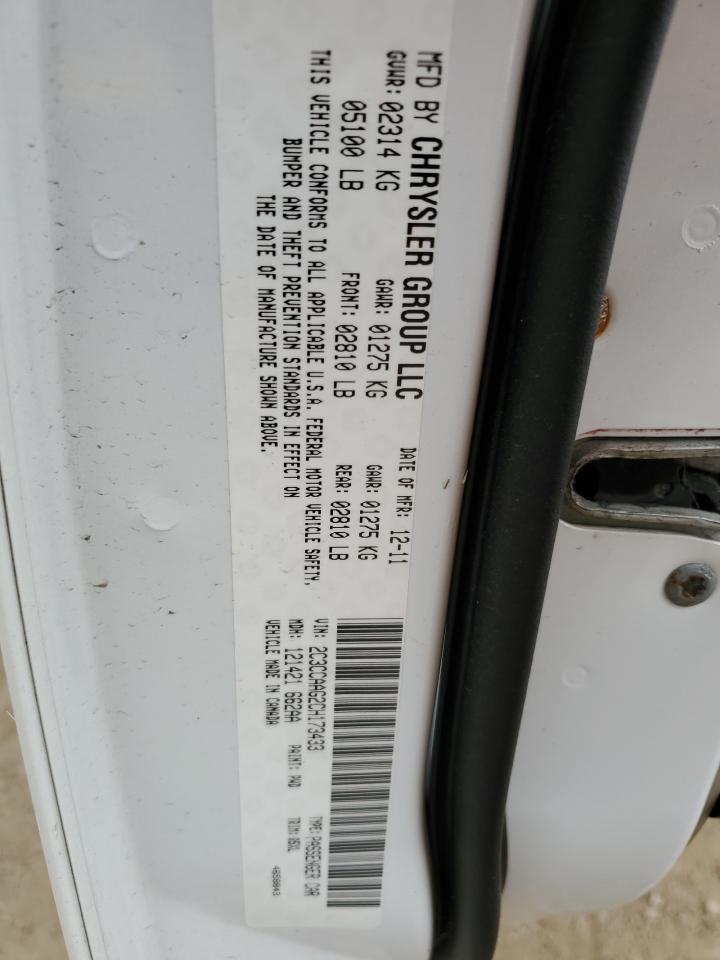 MFD BY CHRYSLER GROUP LLC
DATE OF MFR: 12-11
GVWR: 02314 KG
GAWR: 01275 KG
GAWR: 01275 KG
05100 LB
FRONT: 02810 LB
REAR: 02810 LB
THIS VEHICLE CONFORMS TO ALL APPLICABLE U.S.A. FEDERAL MOTOR VEHICLE SAFETY,
BUMPER AND THEFT PREVENTION STANDARDS IN EFFECT ON
THE DATE OF MANUFACTURE SHOWN ABOVE.
VIN: 2C3CCAAG2CH173433
TYPE: PASSENGER CAR
MDH: 121421 662AA
PAINT: PWD
TRIM:
VEHICLE MADE IN CANADA